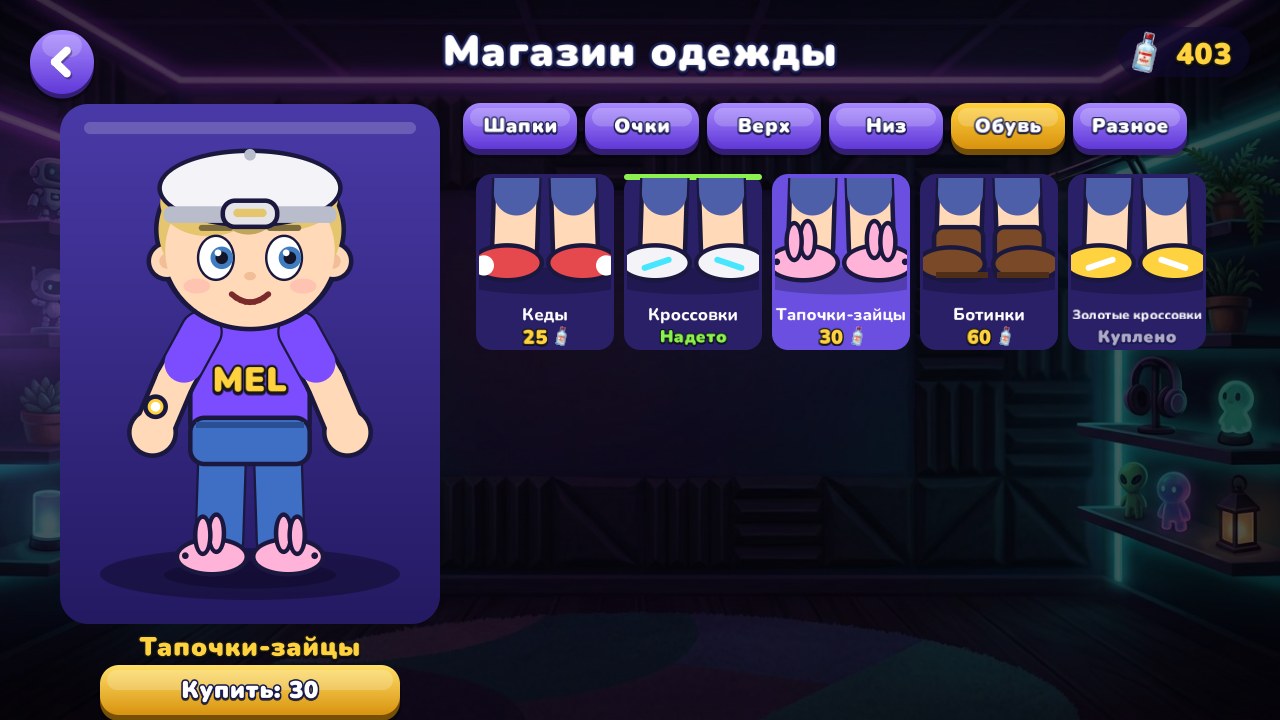 Магазин одежды
403
Шапки
Очки
Верх
Низ
Обувь
Разное
MEL
Кеды
25
Кроссовки
Надето
Тапочки-зайцы
30
Ботинки
60
Золотые кроссовки
Куплено
Тапочки-зайцы
Купить: 30